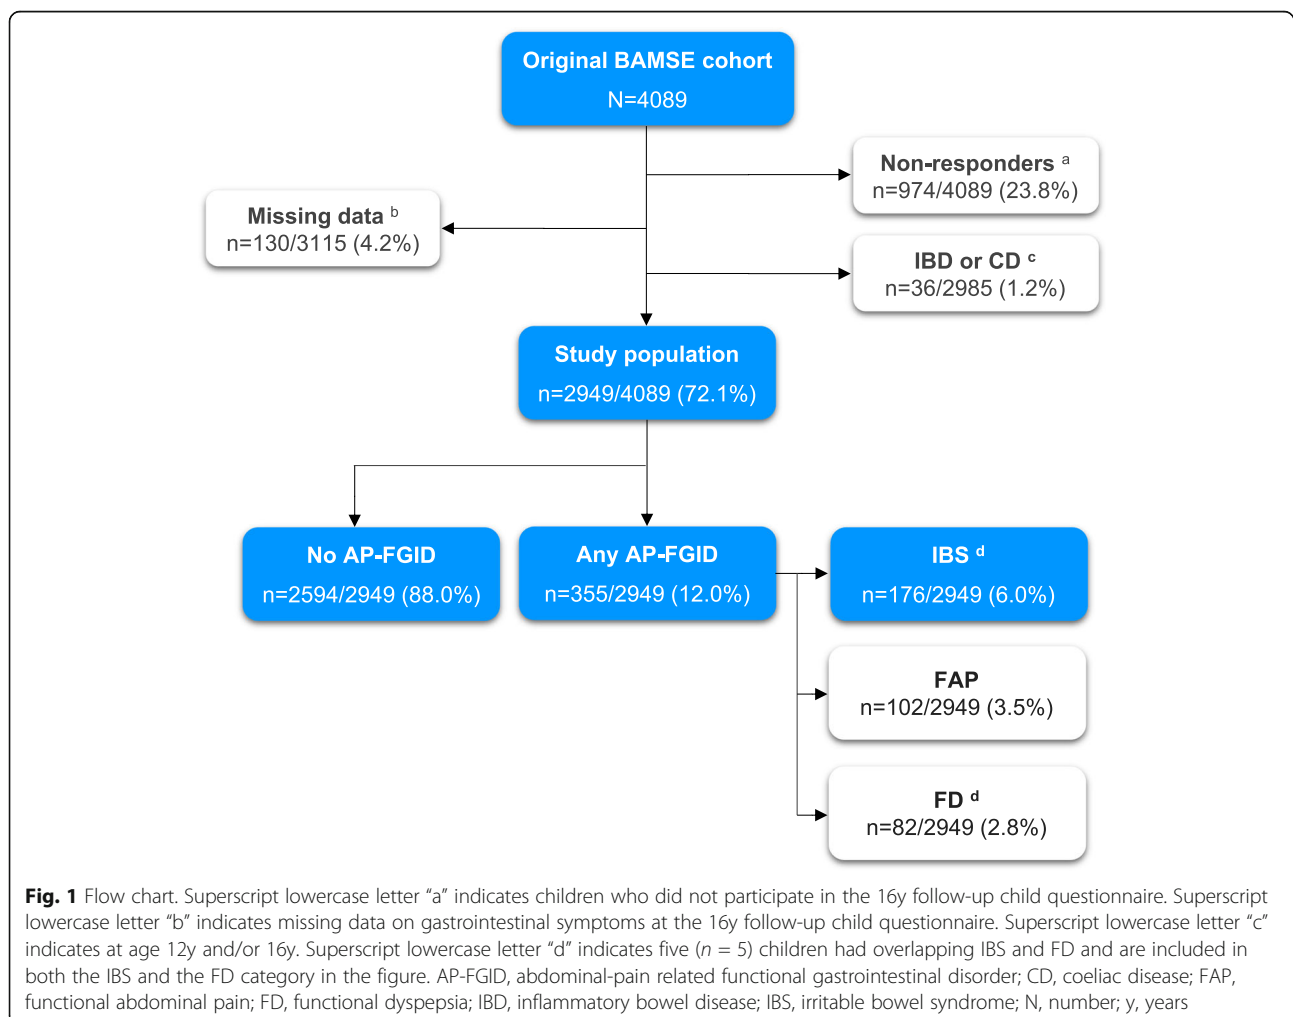 Original BAMSE cohort
N=4089
Non-responders a
n=974/4089 (23.8%)
Missing data b
n=130/3115 (4.2%)
IBD or CD c
n=36/2985 (1.2%)
Study population
n=2949/4089 (72.1%)
No AP-FGID
n=2594/2949 (88.0%)
Any AP-FGID
n=355/2949 (12.0%)
IBS d
n=176/2949 (6.0%)
FAP
n=102/2949 (3.5%)
FD d
n=82/2949 (2.8%)
Fig. 1 Flow chart. Superscript lowercase letter “a” indicates children who did not participate in the 16y follow-up child questionnaire. Superscript
lowercase letter “b” indicates missing data on gastrointestinal symptoms at the 16y follow-up child questionnaire. Superscript lowercase letter “c”
indicates at age 12y and/or 16y. Superscript lowercase letter “d” indicates five (n = 5) children had overlapping IBS and FD and are included in
both the IBS and the FD category in the figure. AP-FGID, abdominal-pain related functional gastrointestinal disorder; CD, coeliac disease; FAP,
functional abdominal pain; FD, functional dyspepsia; IBD, inflammatory bowel disease; IBS, irritable bowel syndrome; N, number; y, years